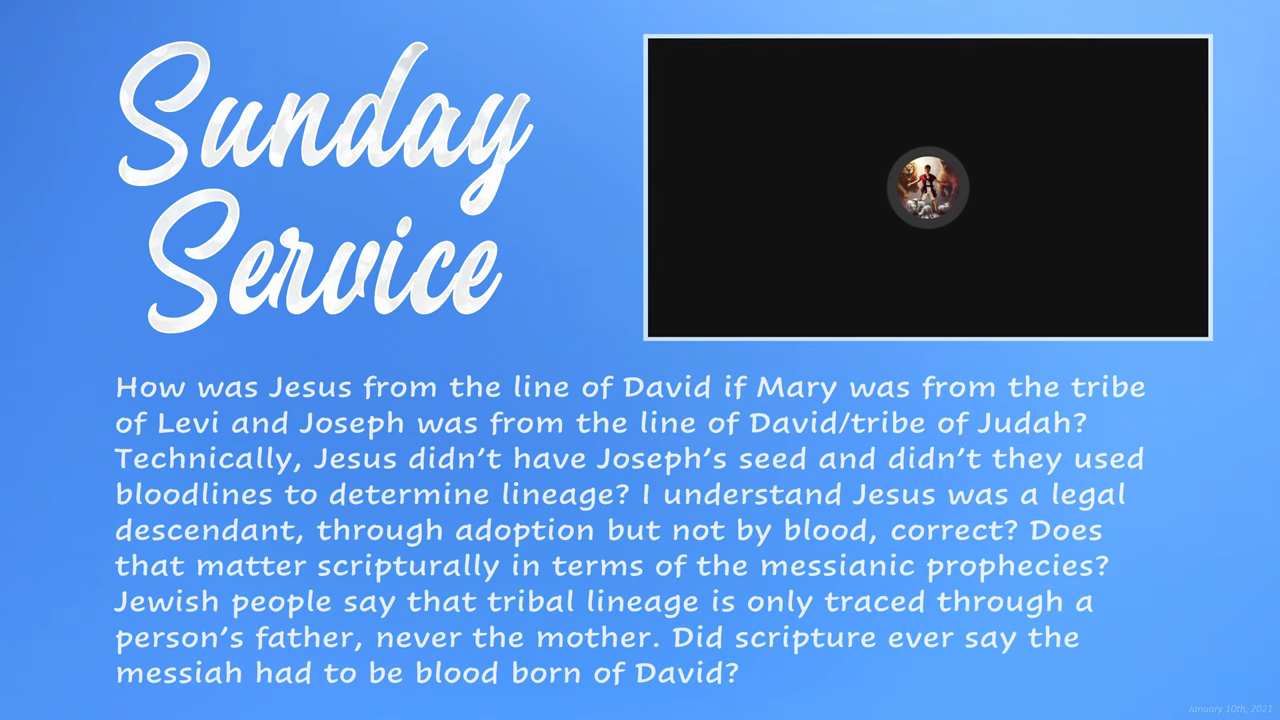 Sunday
Service
How was Jesus from the line of David if Mary was from the tribe
of Levi and Joseph was from the line of David/tribe of Judah?
Technically, Jesus didn’t have Joseph’s seed and didn’t they used
bloodlines to determine lineage? I understand Jesus was a legal
descendant, through adoption but not by blood, correct? Does
that matter scripturally in terms of the messianic prophecies?
Jewish people say that tribal lineage is only traced through a
person’s father, never the mother. Did scripture ever say the
messiah had to be blood born of David?
January 10th, 2021